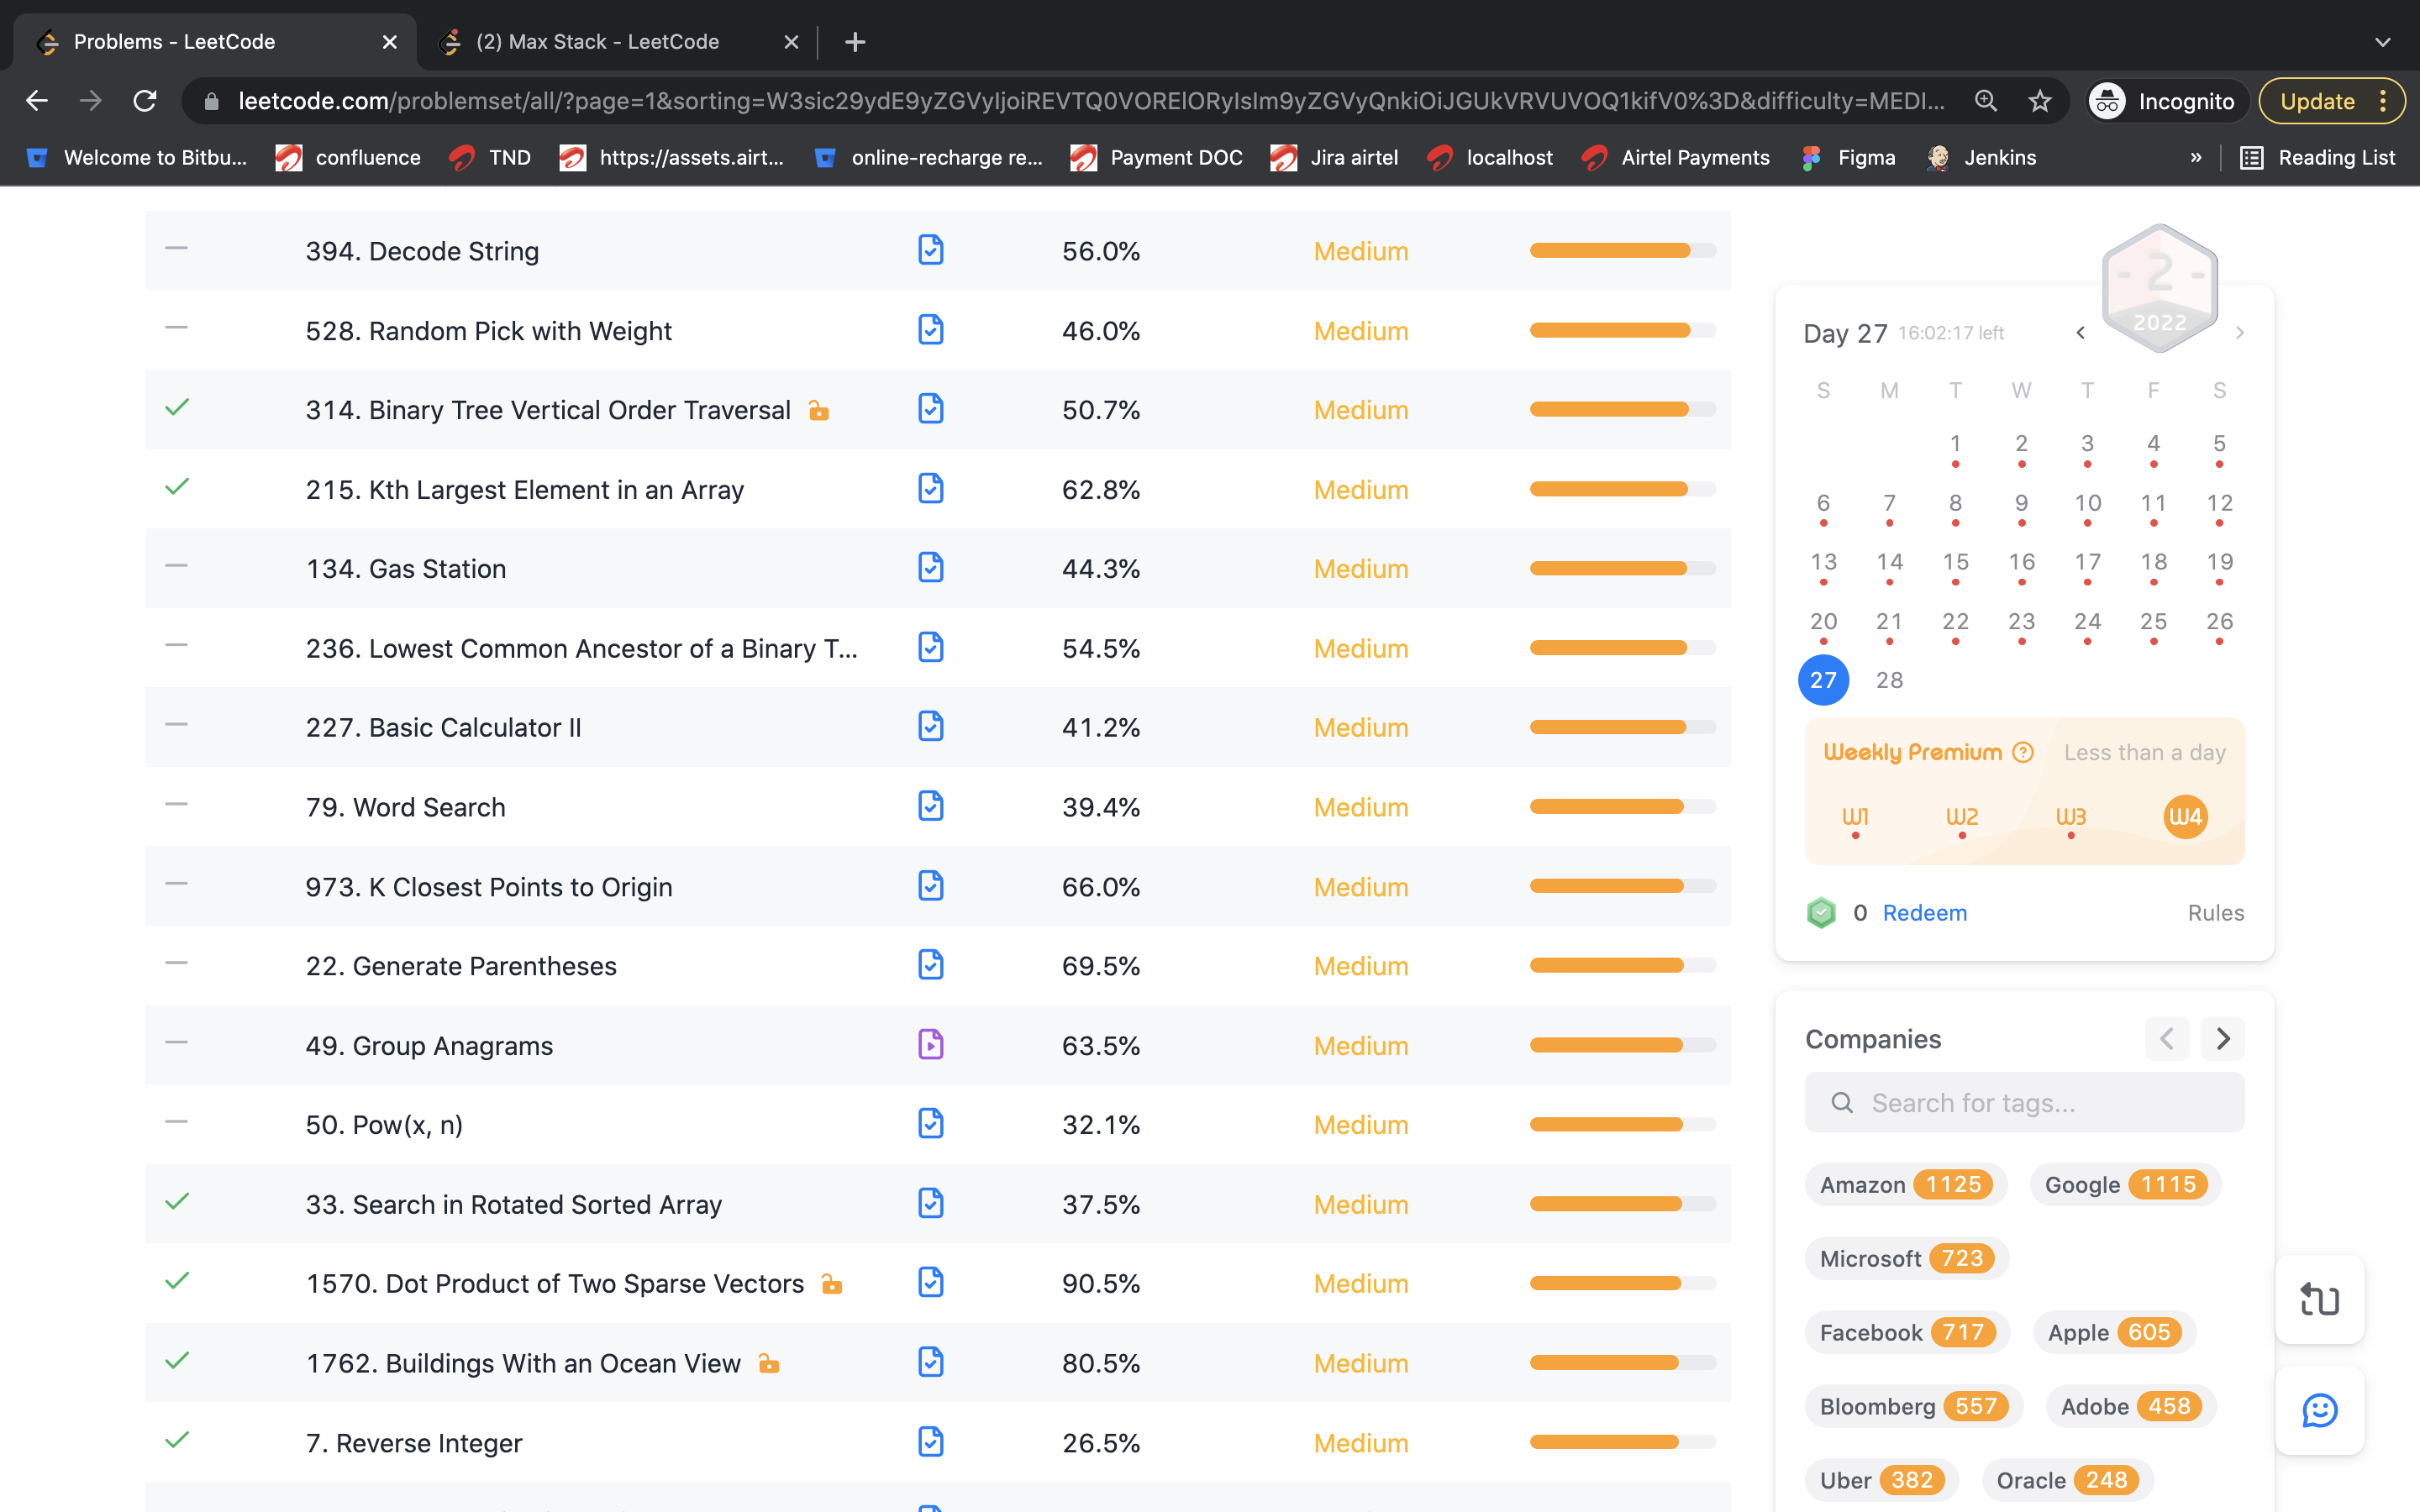 Problems - LeetCode
(2) Max Stack - LeetCode
leetcode.com/problemset/all/?page=1&sorting=W3sic29ydE9yZGVyIjoiREVTQ0VORElORyIsIm9yZGVyQnkiOiJGUkVRVUVOQ1kifV0%3D&difficulty=MEDI...
Incognito
Update
Welcome to Bitbu...
confluence
TND
https://assets.airt...
online-recharge re...
Payment DOC
Jira airtel
localhost
Airtel Payments
Figma
Jenkins
»
Reading List
394. Decode String 56.0% Medium
528. Random Pick with Weight 46.0% Medium
314. Binary Tree Vertical Order Traversal 50.7% Medium
215. Kth Largest Element in an Array 62.8% Medium
134. Gas Station 44.3% Medium
236. Lowest Common Ancestor of a Binary T... 54.5% Medium
227. Basic Calculator II 41.2% Medium
79. Word Search 39.4% Medium
973. K Closest Points to Origin 66.0% Medium
22. Generate Parentheses 69.5% Medium
49. Group Anagrams 63.5% Medium
50. Pow(x, n) 32.1% Medium
33. Search in Rotated Sorted Array 37.5% Medium
1570. Dot Product of Two Sparse Vectors 90.5% Medium
1762. Buildings With an Ocean View 80.5% Medium
7. Reverse Integer 26.5% Medium
- 2 -
2022
Day 27 16:02:17 left
S M T W T F S
1 2 3 4 5
6 7 8 9 10 11 12
13 14 15 16 17 18 19
20 21 22 23 24 25 26
27 28
Weekly Premium ? Less than a day
W1 W2 W3 W4
0 Redeem Rules
Companies
Search for tags...
Amazon 1125 Google 1115
Microsoft 723
Facebook 717 Apple 605
Bloomberg 557 Adobe 458
Uber 382 Oracle 248